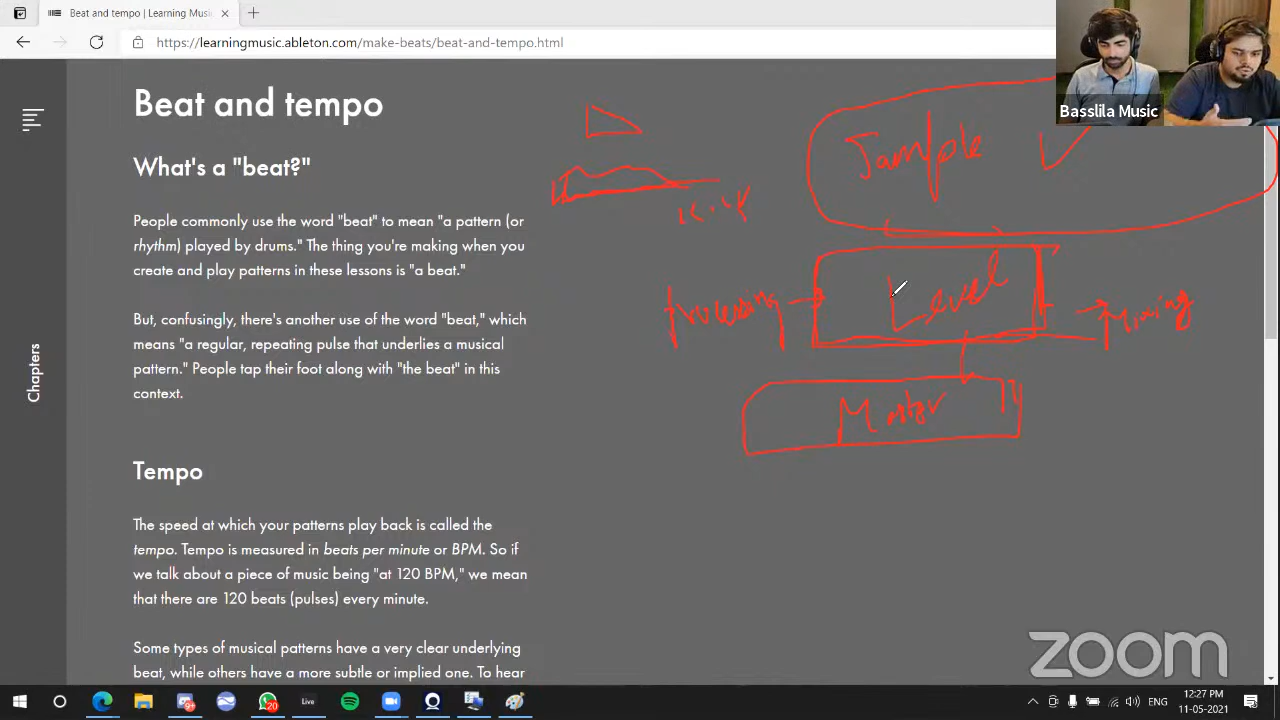 Beat and tempo | Learning Musi
https://learningmusic.ableton.com/make-beats/beat-and-tempo.html
Basslila Music
Beat and tempo
What's a "beat?"
People commonly use the word "beat" to mean "a pattern (or
rhythm) played by drums." The thing you're making when you
create and play patterns in these lessons is "a beat."
But, confusingly, there's another use of the word "beat," which
means "a regular, repeating pulse that underlies a musical
pattern." People tap their foot along with "the beat" in this
context.
Chapters
Tempo
The speed at which your patterns play back is called the
tempo. Tempo is measured in beats per minute or BPM. So if
we talk about a piece of music being "at 120 BPM," we mean
that there are 120 beats (pulses) every minute.
Some types of musical patterns have a very clear underlying
beat, while others have a more subtle or implied one. To hear
Sample
Processing
Level
Mixing
Master
zoom
Live
20
ENG
12:27 PM
11-05-2021